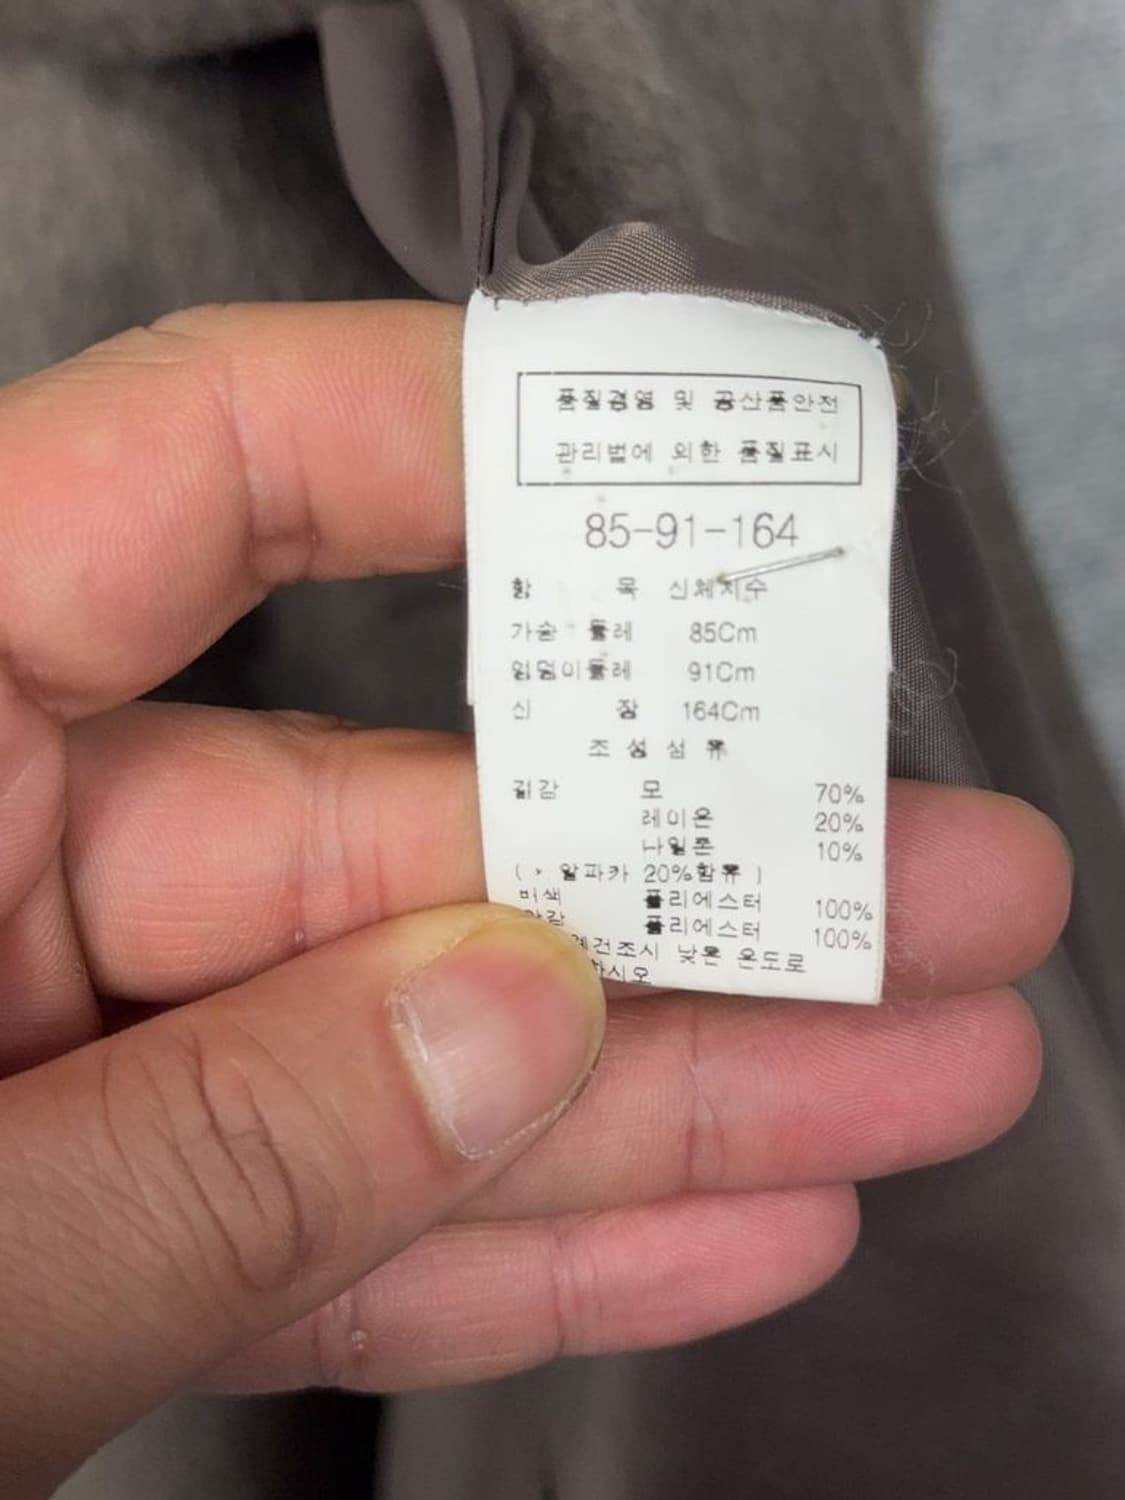 품질경영 및 공산품안전
관리법에 의한 품질표시
85-91-164
항 목 신체치수
가슴 둘레 85Cm
엉덩이둘레 91Cm
신 장 164Cm
조 성 섬 유
겉감 모 70%
레이온 20%
나일론 10%
( * 알파카 20%함유 )
배색 폴리에스터 100%
안감 폴리에스터 100%
낮은 온도로
하시오